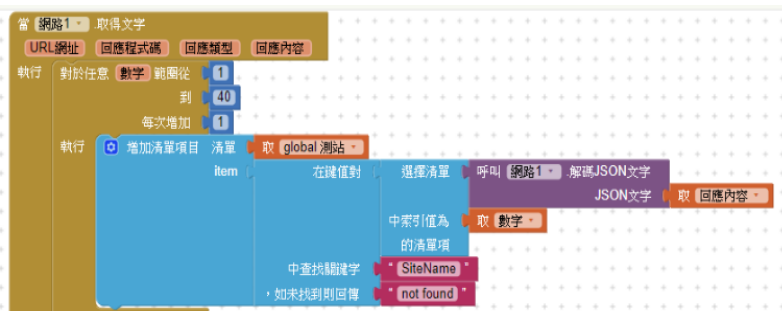 當 網路1 .取得文字
URL網址 回應程式碼 回應類型 回應內容
執行 對於任意 數字 範圍從 1
到 40
每次增加 1
執行 增加清單項目 清單 取 global 測站
item 在鍵值對 選擇清單 呼叫 網路1 .解碼JSON文字
JSON文字 取 回應內容
中索引值為 取 數字
的清單項
中查找關鍵字 " SiteName "
，如未找到則回傳 " not found "